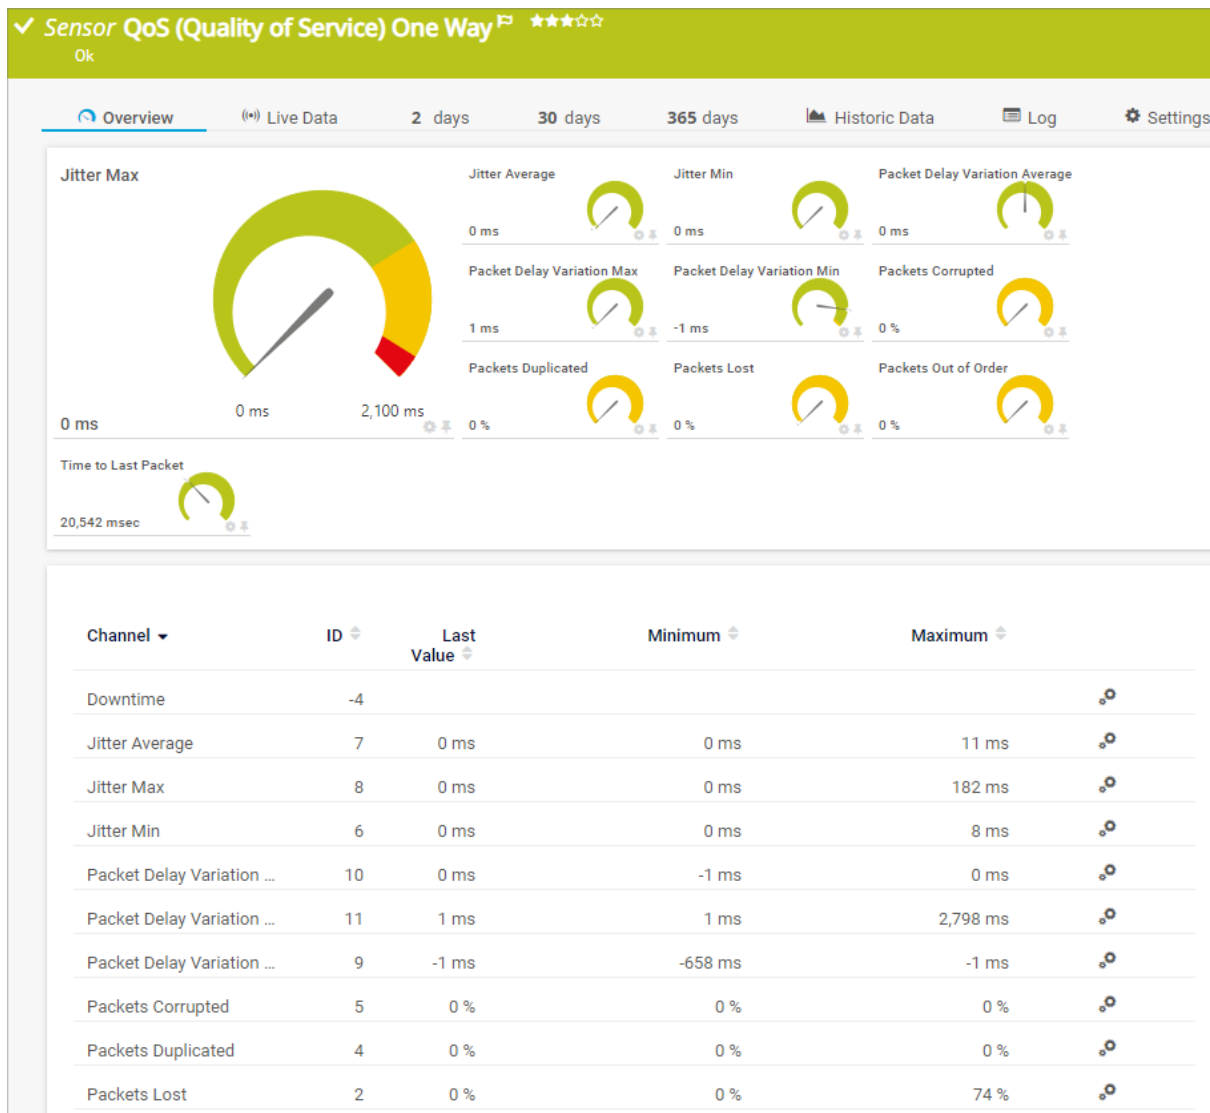 Sensor QoS (Quality of Service) One Way
Ok
Overview Live Data 2 days 30 days 365 days Historic Data Log Settings
Jitter Max
0 ms 2,100 ms
0 ms
Jitter Average
0 ms
Jitter Min
0 ms
Packet Delay Variation Average
0 ms
Packet Delay Variation Max
1 ms
Packet Delay Variation Min
-1 ms
Packets Corrupted
0 %
Packets Duplicated
0 %
Packets Lost
0 %
Packets Out of Order
0 %
Time to Last Packet
20,542 msec
Channel ID Last Value Minimum Maximum
Downtime -4
Jitter Average 7 0 ms 0 ms 11 ms
Jitter Max 8 0 ms 0 ms 182 ms
Jitter Min 6 0 ms 0 ms 8 ms
Packet Delay Variation ... 10 0 ms -1 ms 0 ms
Packet Delay Variation ... 11 1 ms 1 ms 2,798 ms
Packet Delay Variation ... 9 -1 ms -658 ms -1 ms
Packets Corrupted 5 0 % 0 % 0 %
Packets Duplicated 4 0 % 0 % 0 %
Packets Lost 2 0 % 0 % 74 %